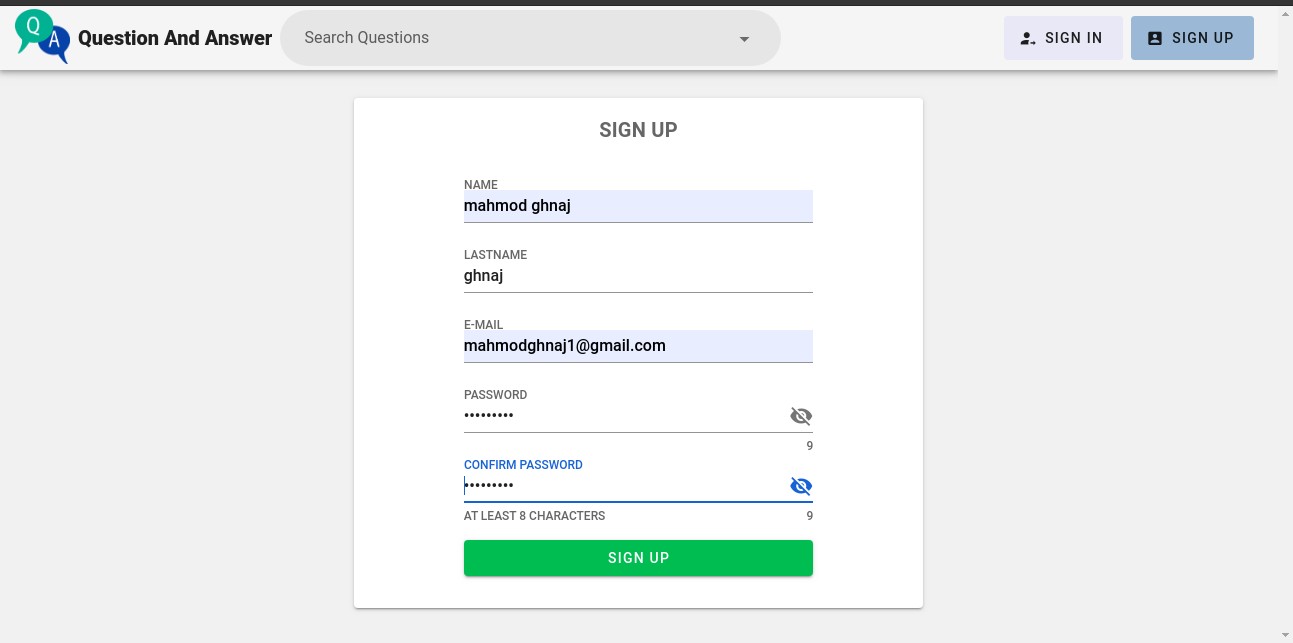 Q
A
Question And Answer
Search Questions
SIGN IN
SIGN UP
SIGN UP
NAME
mahmod ghnaj
LASTNAME
ghnaj
E-MAIL
mahmodghnaj1@gmail.com
PASSWORD
•••••••••
9
CONFIRM PASSWORD
•••••••••
AT LEAST 8 CHARACTERS 9
SIGN UP